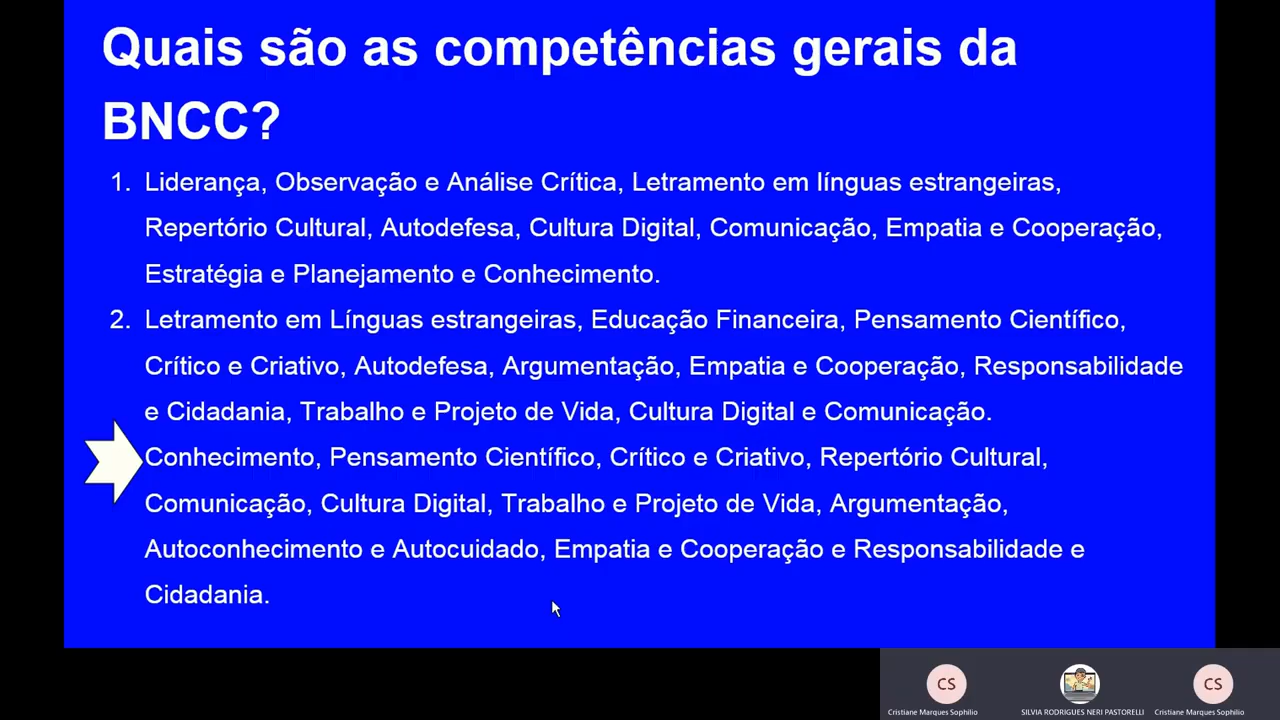 Quais são as competências gerais da
BNCC?
1. Liderança, Observação e Análise Crítica, Letramento em línguas estrangeiras,
Repertório Cultural, Autodefesa, Cultura Digital, Comunicação, Empatia e Cooperação,
Estratégia e Planejamento e Conhecimento.
2. Letramento em Línguas estrangeiras, Educação Financeira, Pensamento Científico,
Crítico e Criativo, Autodefesa, Argumentação, Empatia e Cooperação, Responsabilidade
e Cidadania, Trabalho e Projeto de Vida, Cultura Digital e Comunicação.
Conhecimento, Pensamento Científico, Crítico e Criativo, Repertório Cultural,
Comunicação, Cultura Digital, Trabalho e Projeto de Vida, Argumentação,
Autoconhecimento e Autocuidado, Empatia e Cooperação e Responsabilidade e
Cidadania.
CS
CS
Cristiane Marques Sophilio
SILVIA RODRIGUES NERI PASTORELLI
Cristiane Marques Sophilio